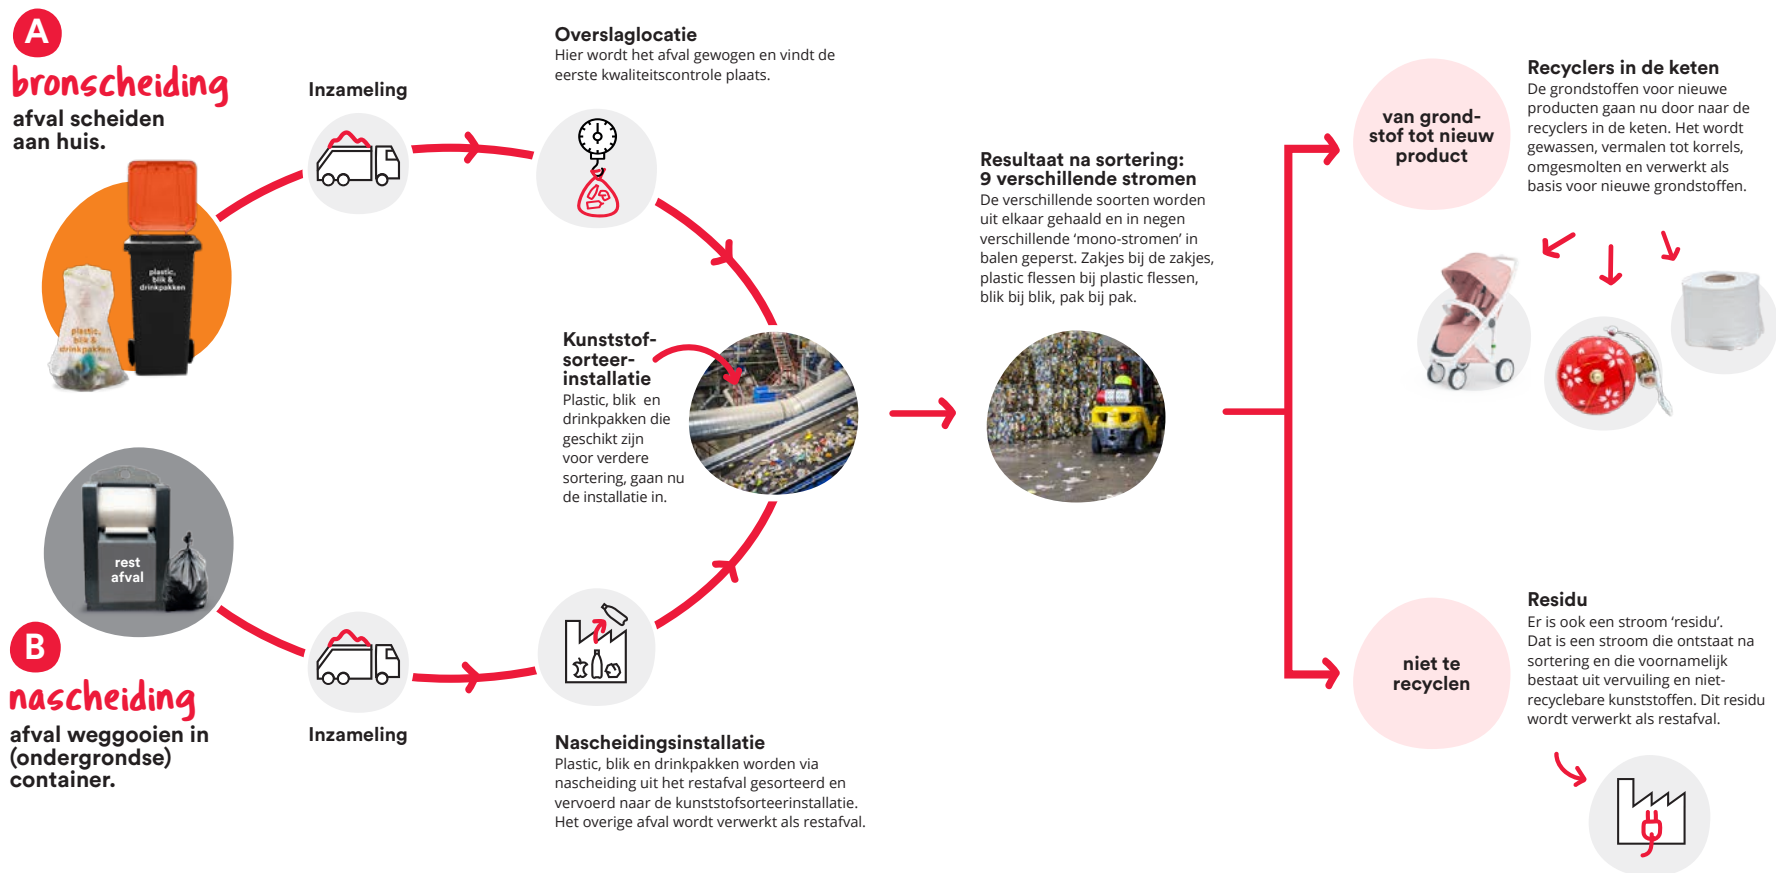 A
bronscheiding
afval scheiden
aan huis.
plastic,
blik &
drinkpakken
plastic,
blik &
drinkpakken
Inzameling
Overslaglocatie
Hier wordt het afval gewogen en vindt de
eerste kwaliteitscontrole plaats.
Kunststof-
sorteer-
installatie
Plastic, blik en
drinkpakken die
geschikt zijn
voor verdere
sortering, gaan nu
de installatie in.
rest
afval
B
nascheiding
afval weggooien in
(ondergrondse)
container.
Inzameling
Nascheidingsinstallatie
Plastic, blik en drinkpakken worden via
nascheiding uit het restafval gesorteerd en
vervoerd naar de kunststofsorteerinstallatie.
Het overige afval wordt verwerkt als restafval.
Resultaat na sortering:
9 verschillende stromen
De verschillende soorten worden
uit elkaar gehaald en in negen
verschillende ‘mono-stromen’ in
balen geperst. Zakjes bij de zakjes,
plastic flessen bij plastic flessen,
blik bij blik, pak bij pak.
van grond-
stof tot nieuw
product
Recyclers in de keten
De grondstoffen voor nieuwe
producten gaan nu door naar de
recyclers in de keten. Het wordt
gewassen, vermalen tot korrels,
omgesmolten en verwerkt als
basis voor nieuwe grondstoffen.
niet te
recyclen
Residu
Er is ook een stroom ‘residu’.
Dat is een stroom die ontstaat na
sortering en die voornamelijk
bestaat uit vervuiling en niet-
recyclebare kunststoffen. Dit residu
wordt verwerkt als restafval.